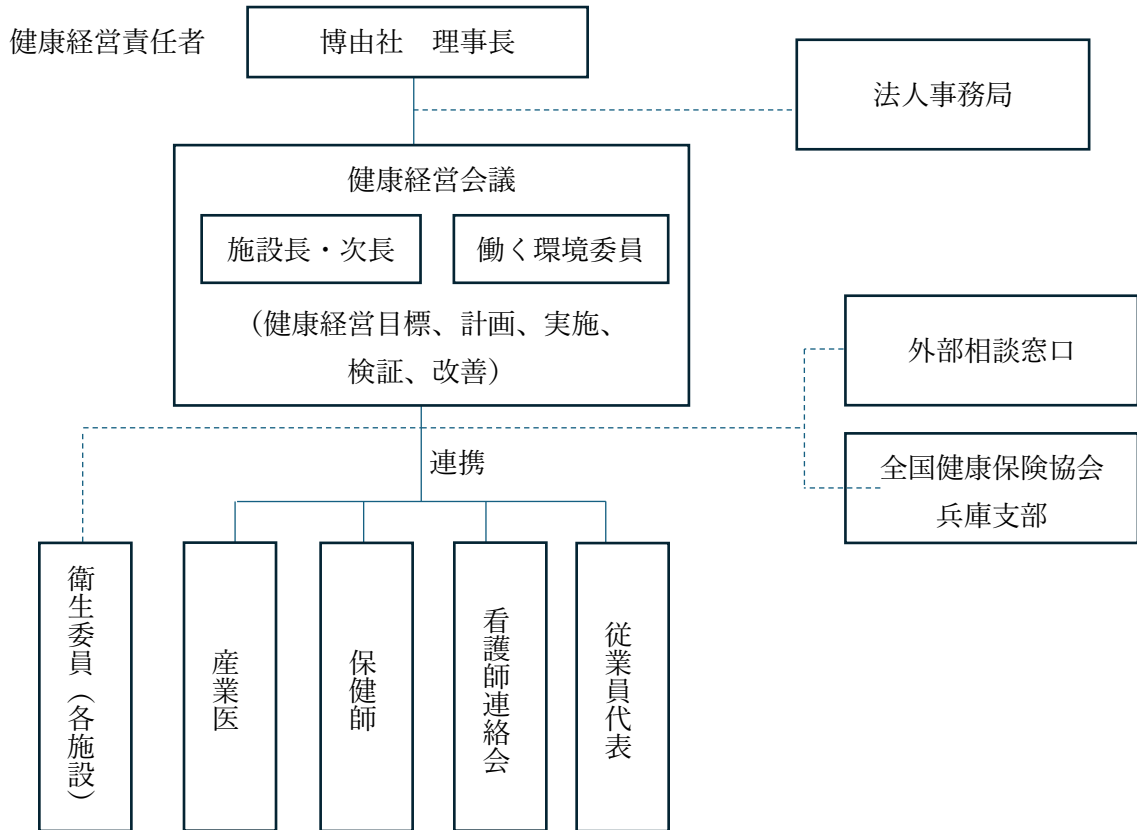 健康経営責任者
博由社　理事長
法人事務局
健康経営会議
施設長・次長
働く環境委員
（健康経営目標、計画、実施、
検証、改善）
外部相談窓口
全国健康保険協会
兵庫支部
連携
衛生委員（各施設）
産業医
保健師
看護師連絡会
従業員代表